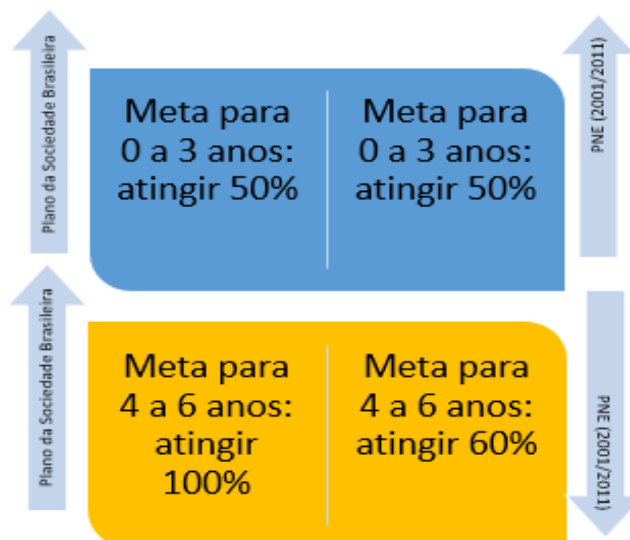 Plano da Sociedade Brasileira
Meta para
0 a 3 anos:
atingir 50%
Meta para
0 a 3 anos:
atingir 50%
PNE (2001/2011)
Plano da Sociedade Brasileira
Meta para
4 a 6 anos:
atingir
100%
Meta para
4 a 6 anos:
atingir 60%
PNE (2001/2011)